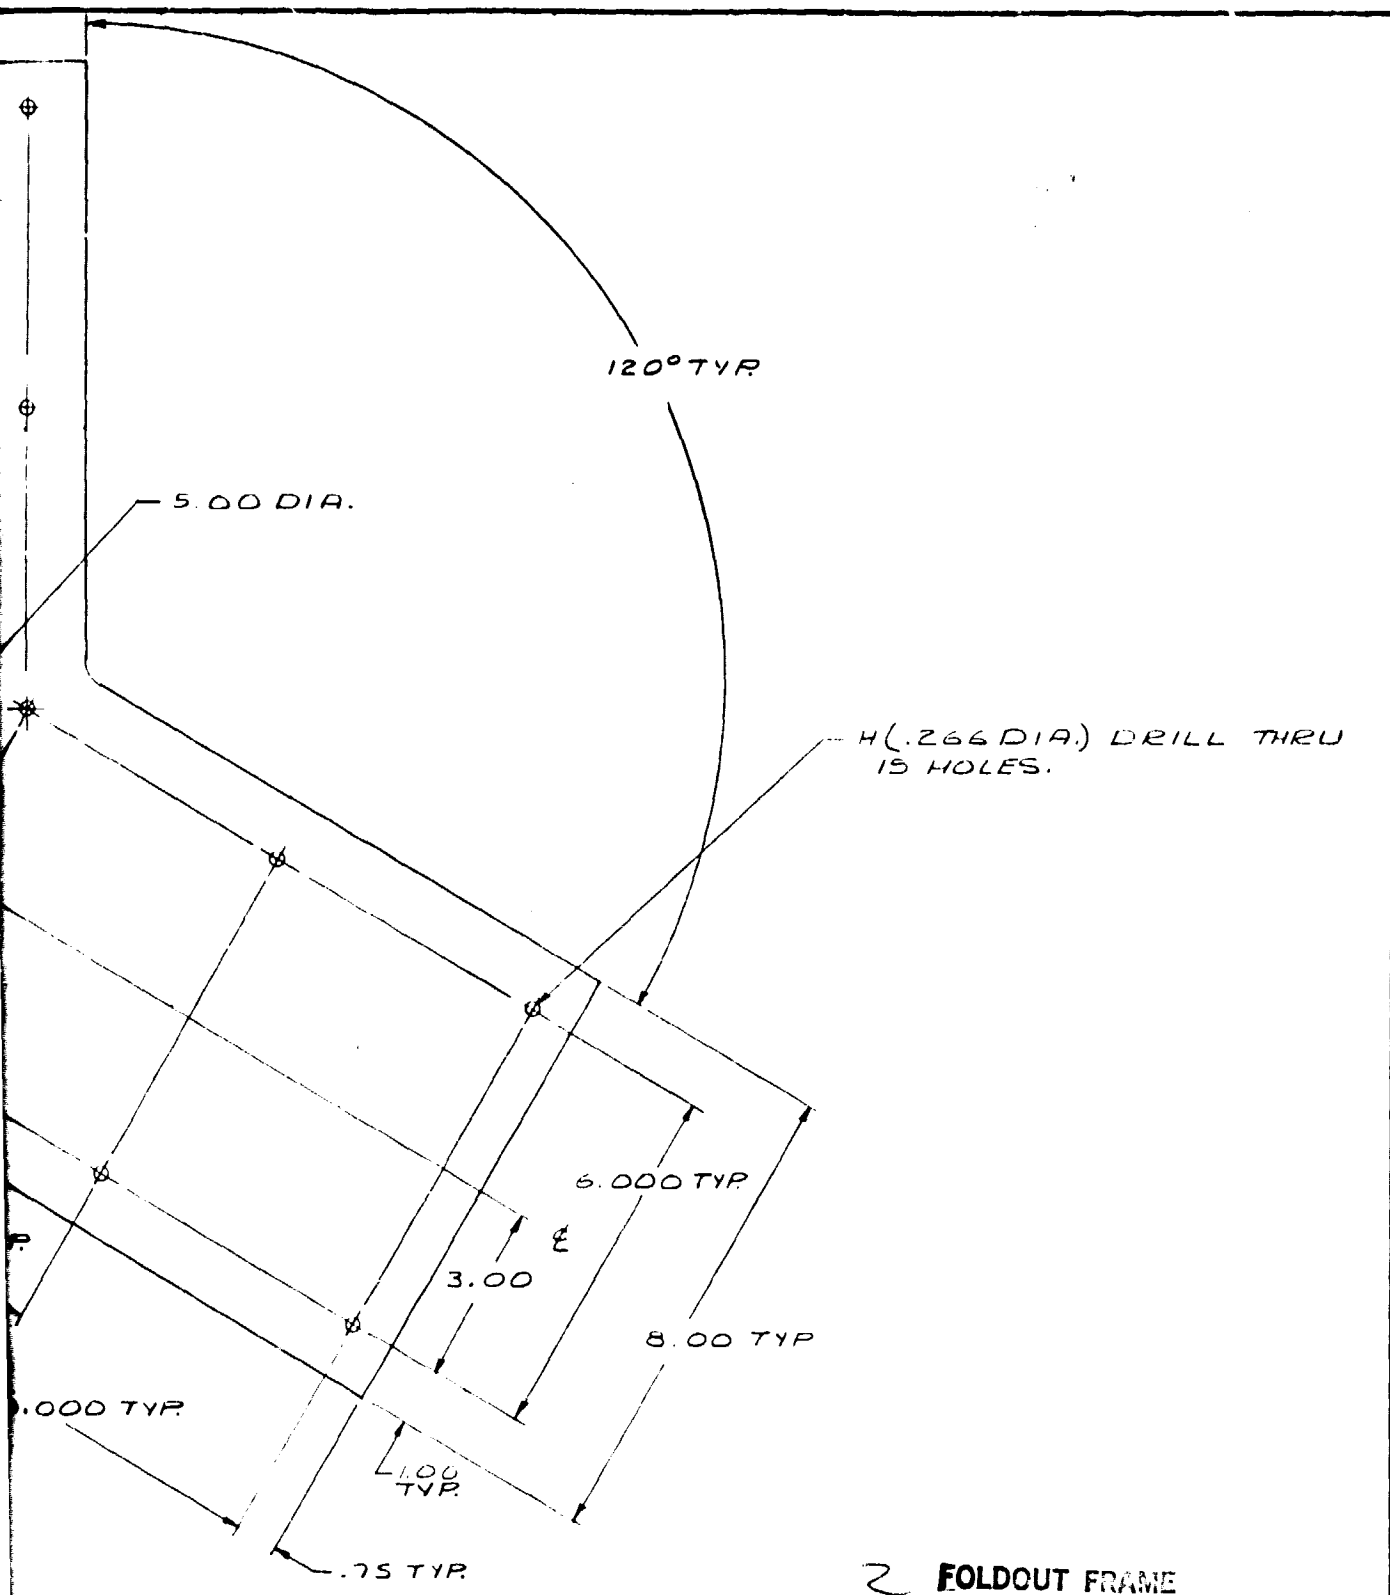 120° TYP.
5.00 DIA.
H(.266 DIA.) DRILL THRU
15 HOLES.
6.000 TYP.
℄
3.00
8.00 TYP
P.
.000 TYP.
1.00
TYP.
.75 TYP.
2 FOLDOUT FRAME